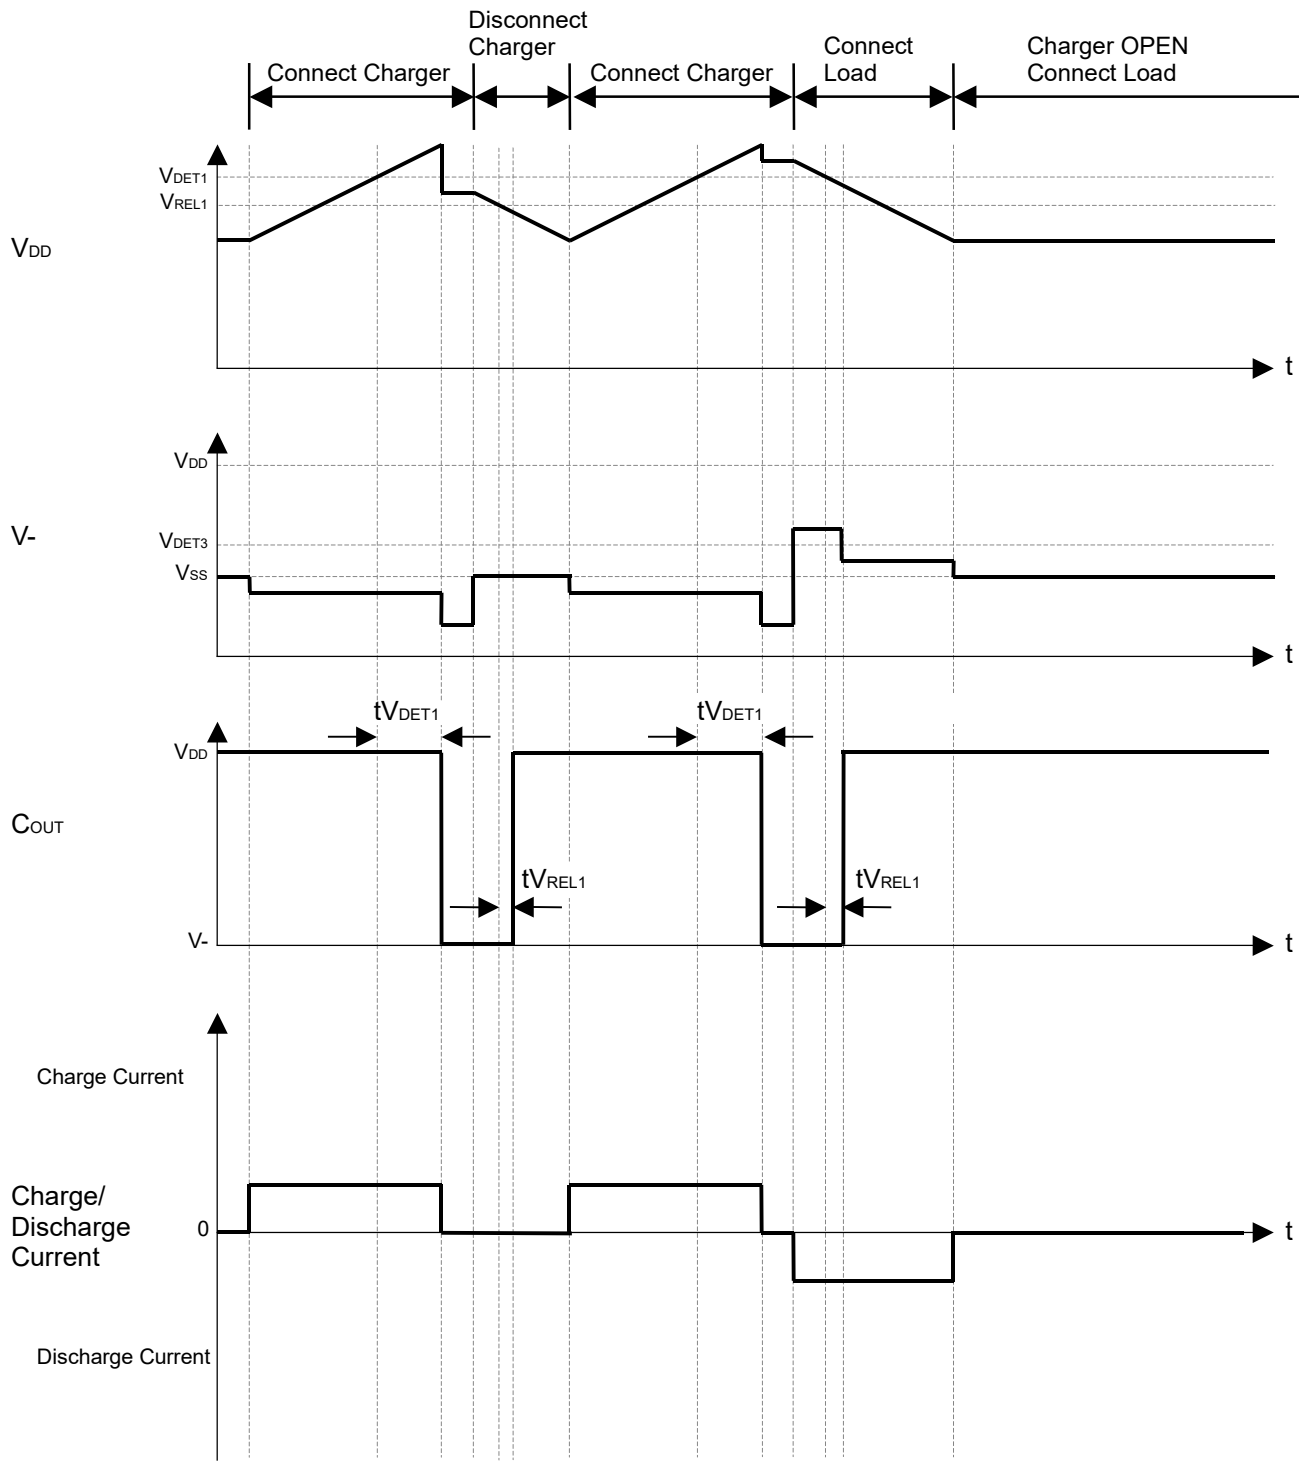 Disconnect
Charger
Connect Charger
Connect Charger
Connect
Load
Charger OPEN
Connect Load
VDET1
VREL1
VDD
t
VDD
V-
VDET3
VSS
t
tVDET1
tVDET1
VDD
COUT
tVREL1
tVREL1
V-
t
Charge Current
Charge/
Discharge
Current
0
t
Discharge Current